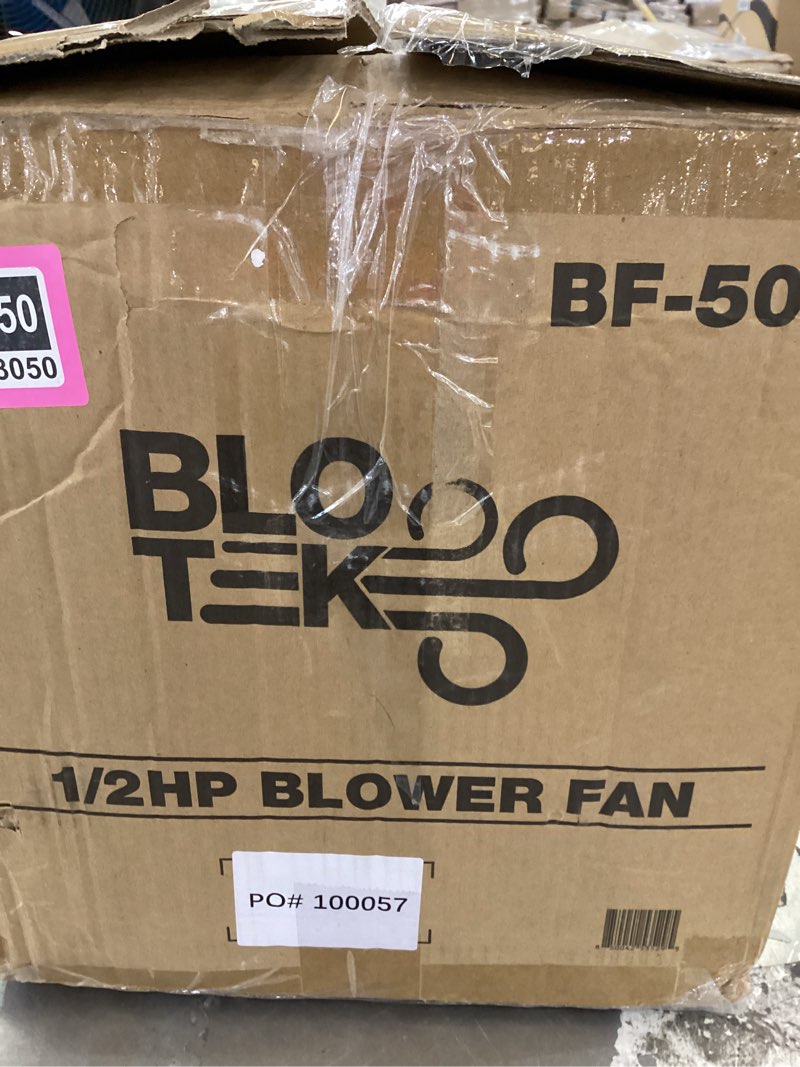 BF-50
50
3050
BLO
TEK
1/2HP BLOWER FAN
PO# 100057